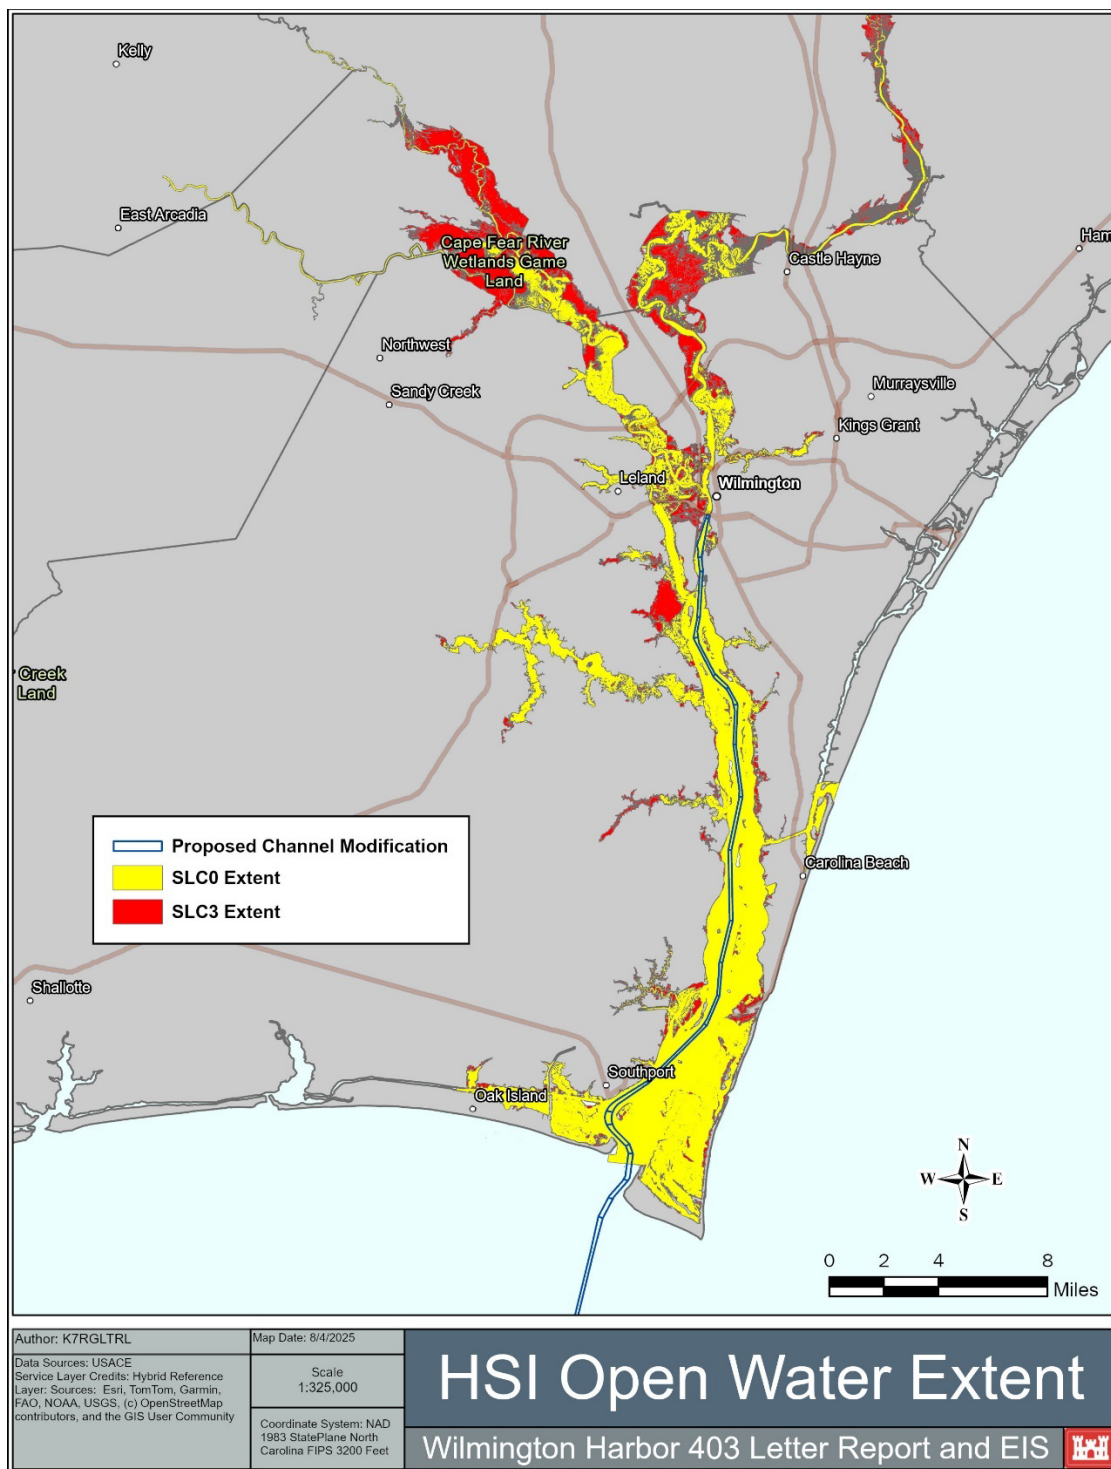 Kelly
East Arcadia
Cape Fear River
Wetlands Game
Land
Castle Hayne
Ham
Northwest
Sandy Creek
Murraysville
Kings Grant
Leland
Wilmington
Creek
Land
Proposed Channel Modification
SLC0 Extent
SLC3 Extent
Carolina Beach
Shallotte
Southport
Oak Island
N
W
E
S
0 2 4 8
Miles
Author: K7RGLTRL
Map Date: 8/4/2025
Data Sources: USACE
Service Layer Credits: Hybrid Reference
Layer: Sources: Esri, TomTom, Garmin,
FAO, NOAA, USGS, (c) OpenStreetMap
contributors, and the GIS User Community
Scale
1:325,000
Coordinate System: NAD
1983 StatePlane North
Carolina FIPS 3200 Feet
HSI Open Water Extent
Wilmington Harbor 403 Letter Report and EIS